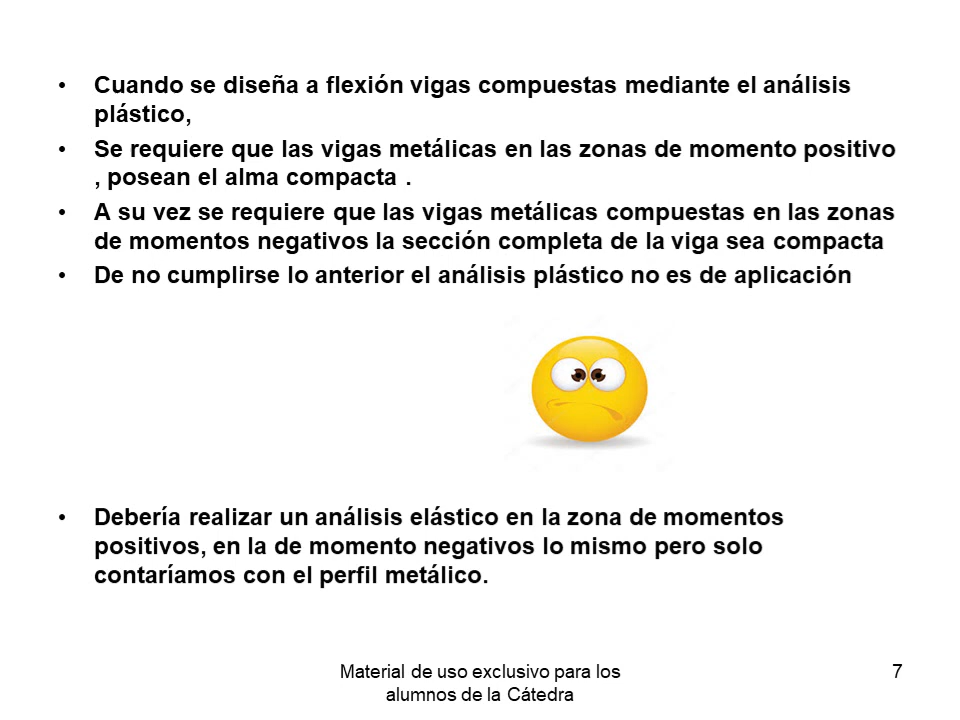 • Cuando se diseña a flexión vigas compuestas mediante el análisis
plástico,
• Se requiere que las vigas metálicas en las zonas de momento positivo
, posean el alma compacta .
• A su vez se requiere que las vigas metálicas compuestas en las zonas
de momentos negativos la sección completa de la viga sea compacta
• De no cumplirse lo anterior el análisis plástico no es de aplicación
• Debería realizar un análisis elástico en la zona de momentos
positivos, en la de momento negativos lo mismo pero solo
contaríamos con el perfil metálico.
Material de uso exclusivo para los
alumnos de la Cátedra
7